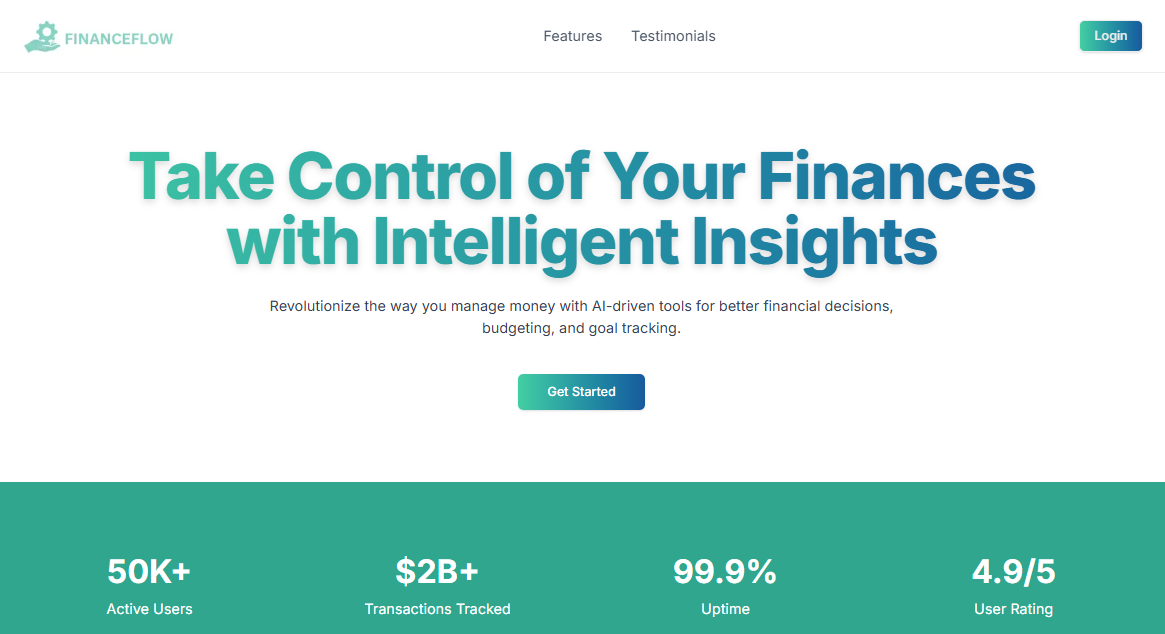 FINANCEFLOW
Features
Testimonials
Login
Take Control of Your Finances
with Intelligent Insights
Revolutionize the way you manage money with AI-driven tools for better financial decisions,
budgeting, and goal tracking.
Get Started
50K+
Active Users
$2B+
Transactions Tracked
99.9%
Uptime
4.9/5
User Rating